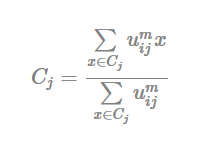 $$C_j = \frac{\sum_{x \in C_j} u_{ij}^m x}{\sum_{x \in C_j} u_{ij}^m}$$